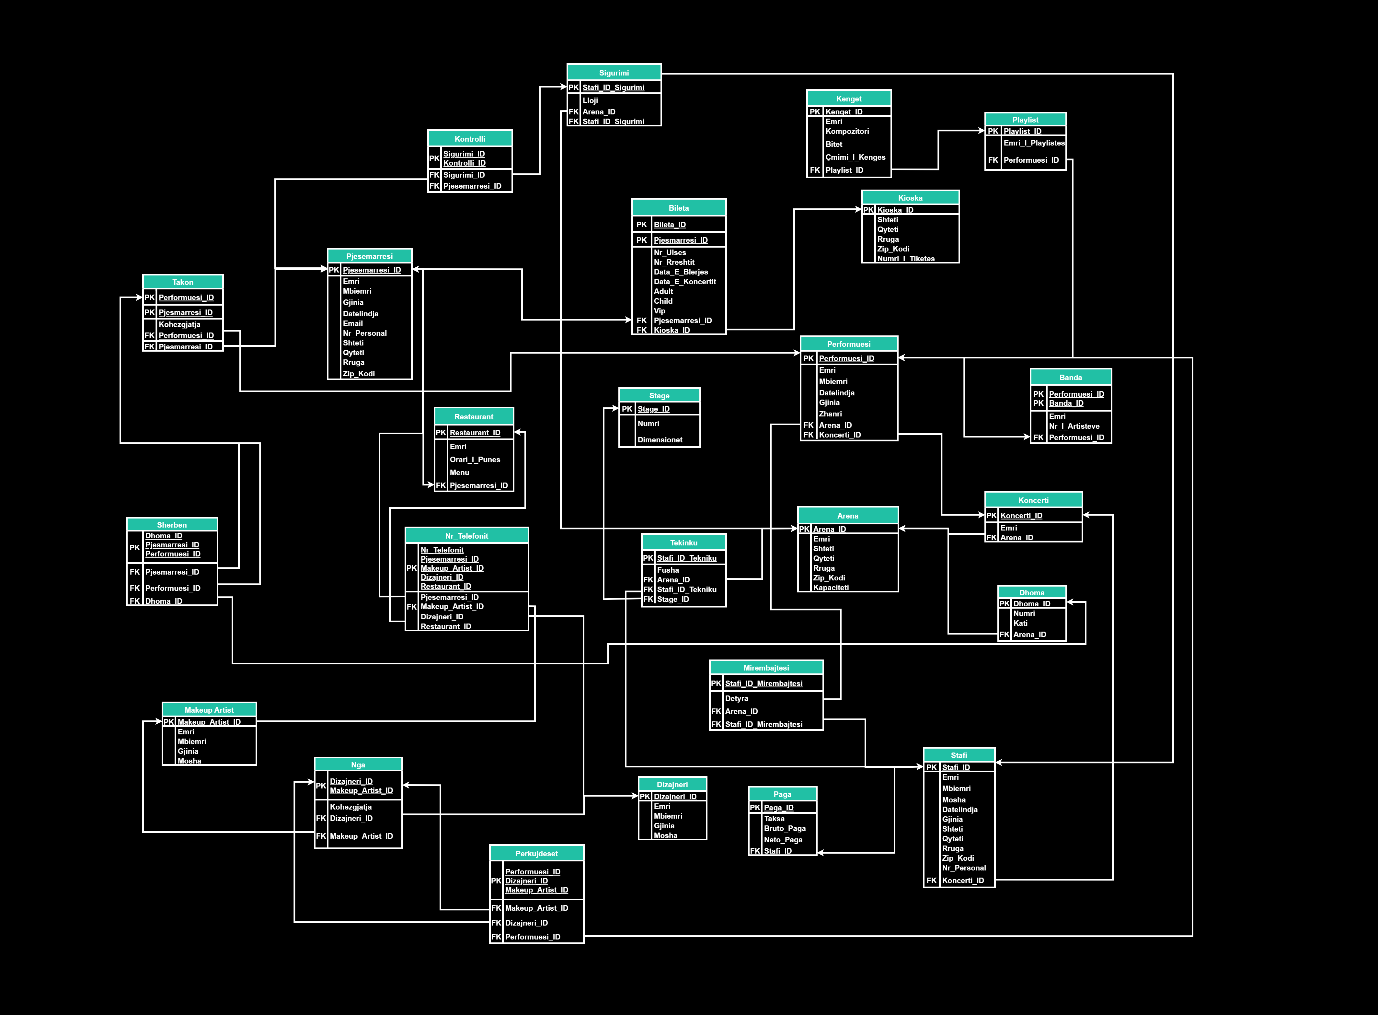 Sigurimi
PK Stafi_ID_Sigurimi
Lloji
FK Arena_ID
FK Stafi_ID_Sigurimi
Kenget
PK Kenget_ID
Emri
Kompozitori
Bitet
Çmimi_I_Kenges
FK Playlist_ID
Playlist
PK Playlist_ID
Emri_I_Playlistes
FK Performuesi_ID
Kontrolli
PK Sigurimi_ID
Kontrolli_ID
FK Sigurimi_ID
FK Pjesemarresi_ID
Kioska
PK Kioska_ID
Shteti
Qyteti
Rruga
Zip_Kodi
Numri_I_Tiketes
Bileta
PK Bileta_ID
PK Pjesmarresi_ID
Nr_Ulses
Nr_Rreshtit
Data_E_Blerjes
Data_E_Koncertit
Adult
Child
Vip
FK Pjesemarresi_ID
FK Kioska_ID
Pjesemarresi
PK Pjesemarresi_ID
Emri
Mbiemri
Gjinia
Datelindja
Email
Nr_Personal
Shteti
Qyteti
Rruga
Zip_Kodi
Takon
PK Performuesi_ID
PK Pjesmarresi_ID
Kohezgjatja
FK Performuesi_ID
FK Pjesmarresi_ID
Performuesi
PK Performuesi_ID
Emri
Mbiemri
Datelindja
Gjinia
Zhanri
FK Arena_ID
FK Koncerti_ID
Banda
PK Performuesi_ID
PK Banda_ID
Emri
Nr_I_Artisteve
FK Performuesi_ID
Stage
PK Stage_ID
Numri
Dimensionet
Restaurant
PK Restaurant_ID
Emri
Orari_I_Punes
Menu
FK Pjesemarresi_ID
Koncerti
PK Koncerti_ID
Emri
FK Arena_ID
Arena
PK Arena_ID
Emri
Shteti
Qyteti
Rruga
Zip_Kodi
Kapaciteti
Sherben
Dhoma_ID
PK Pjesmarresi_ID
Performuesi_ID
FK Pjesmarresi_ID
FK Performuesi_ID
FK Dhoma_ID
Nr_Telefonit
Nr_Telefonit
Pjesemarresi_ID
PK Makeup_Artist_ID
Dizajneri_ID
Restaurant_ID
Pjesemarresi_ID
FK Makeup_Artist_ID
Dizajneri_ID
Restaurant_ID
Tekinku
PK Stafi_ID_Tekniku
Fusha
FK Arena_ID
FK Stafi_ID_Tekniku
FK Stage_ID
Dhoma
PK Dhoma_ID
Numri
Kati
FK Arena_ID
Mirembajtesi
PK Stafi_ID_Mirembajtesi
Detyra
FK Arena_ID
FK Stafi_ID_Mirembajtesi
Makeup Artist
PK Makeup_Artist_ID
Emri
Mbiemri
Gjinia
Mosha
Nga
PK Dizajneri_ID
Makeup_Artist_ID
Kohezgjatja
FK Dizajneri_ID
FK Makeup_Artist_ID
Dizajneri
PK Dizajneri_ID
Emri
Mbiemri
Gjinia
Mosha
Paga
PK Paga_ID
Taksa
Bruto_Paga
Neto_Paga
FK Stafi_ID
Stafi
PK Stafi_ID
Emri
Mbiemri
Mosha
Datelindja
Gjinia
Shteti
Qyteti
Rruga
Zip_Kodi
Nr_Personal
FK Koncerti_ID
Perkujdeset
Performuesi_ID
PK Dizajneri_ID
Makeup_Artist_ID
FK Makeup_Artist_ID
FK Dizajneri_ID
FK Performuesi_ID